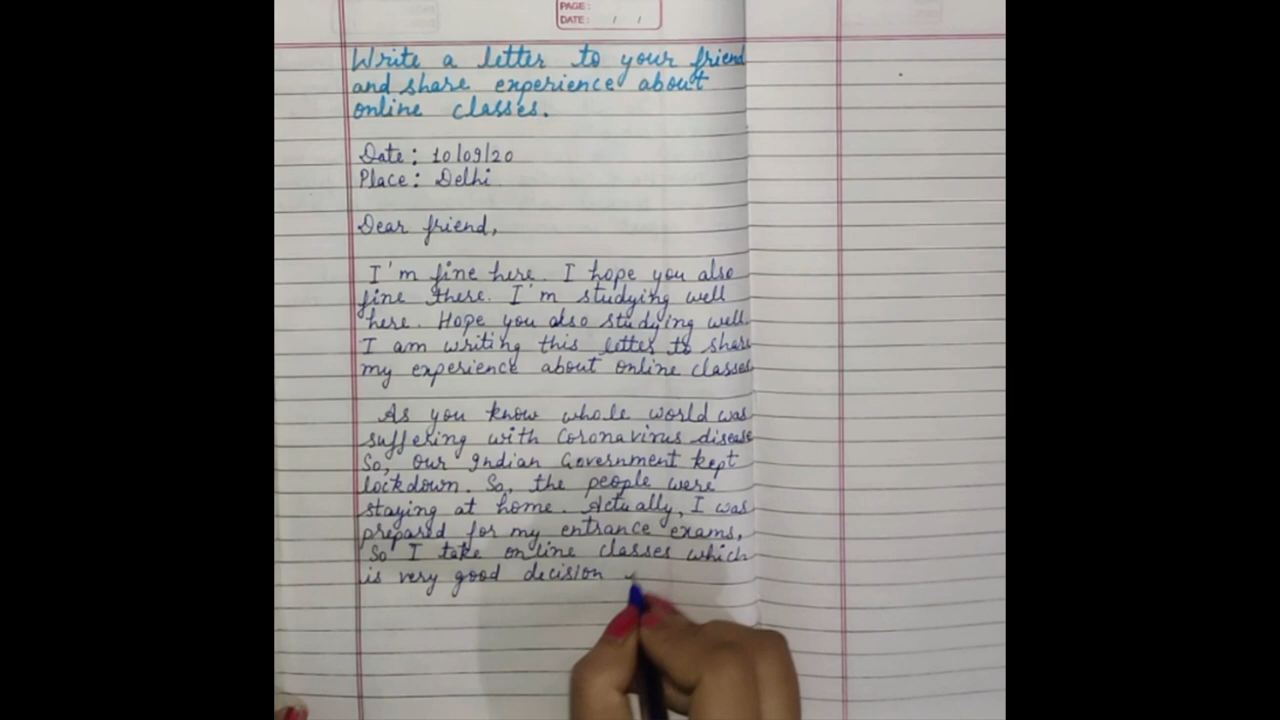 PAGE:
DATE: / /
Write a letter to your friend
and share experience about
online classes.
Date: 10/09/20
Place: Delhi
Dear friend,
I'm fine here. I hope you also
fine there. I'm studying well
here. Hope you also studying well.
I am writing this letter to share
my experience about online classes
As you know whole world was
suffering with Coronavirus disease
So, our Indian Government kept
lockdown. So, the people were
staying at home. Actually, I was
prepared for my entrance exams.
So I take online classes which
is very good decision